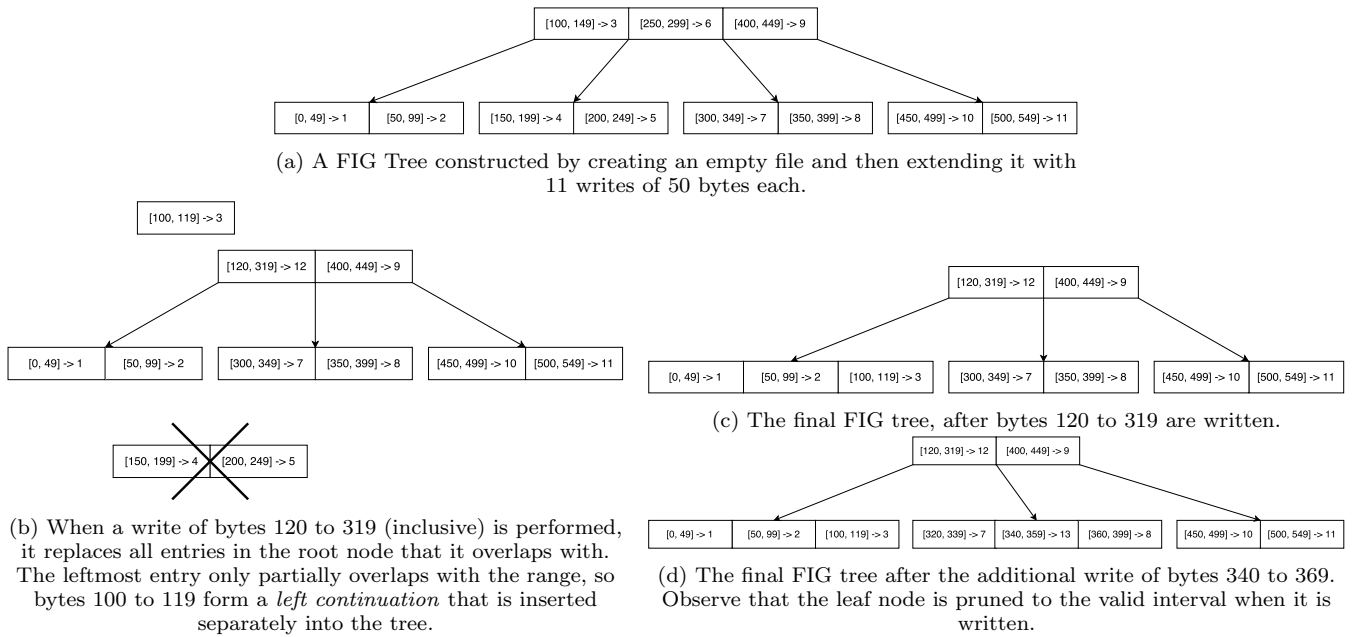 [100, 149] -> 3 [250, 299] -> 6 [400, 449] -> 9
[0, 49] -> 1 [50, 99] -> 2 [150, 199] -> 4 [200, 249] -> 5 [300, 349] -> 7 [350, 399] -> 8 [450, 499] -> 10 [500, 549] -> 11
(a) A FIG Tree constructed by creating an empty file and then extending it with
11 writes of 50 bytes each.
[100, 119] -> 3
[120, 319] -> 12 [400, 449] -> 9
[0, 49] -> 1 [50, 99] -> 2 [300, 349] -> 7 [350, 399] -> 8 [450, 499] -> 10 [500, 549] -> 11
[150, 199] -> 4 [200, 249] -> 5
(b) When a write of bytes 120 to 319 (inclusive) is performed,
it replaces all entries in the root node that it overlaps with.
The leftmost entry only partially overlaps with the range, so
bytes 100 to 119 form a left continuation that is inserted
separately into the tree.
[120, 319] -> 12 [400, 449] -> 9
[0, 49] -> 1 [50, 99] -> 2 [100, 119] -> 3 [300, 349] -> 7 [350, 399] -> 8 [450, 499] -> 10 [500, 549] -> 11
(c) The final FIG tree, after bytes 120 to 319 are written.
[120, 319] -> 12 [400, 449] -> 9
[0, 49] -> 1 [50, 99] -> 2 [100, 119] -> 3 [320, 339] -> 7 [340, 359] -> 13 [360, 399] -> 8 [450, 499] -> 10 [500, 549] -> 11
(d) The final FIG tree after the additional write of bytes 340 to 369.
Observe that the leaf node is pruned to the valid interval when it is
written.